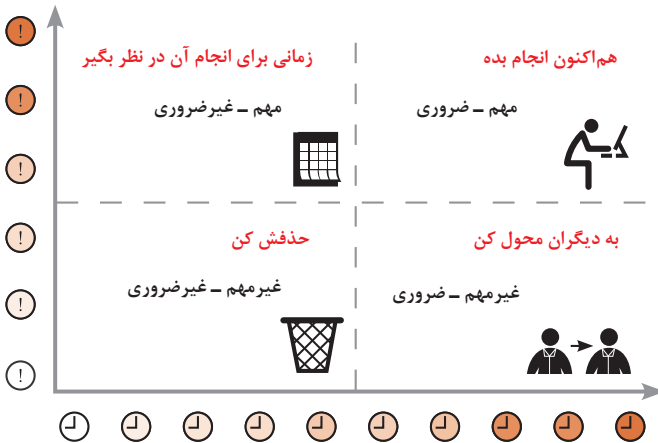 هم‌اکنون انجام بده
مهم ـ ضروری
زمانی برای انجام آن در نظر بگیر
مهم ـ غیرضروری
به دیگران محول کن
غیرمهم ـ ضروری
حذفش کن
غیرمهم ـ غیرضروری
!
!
!
!
!
!